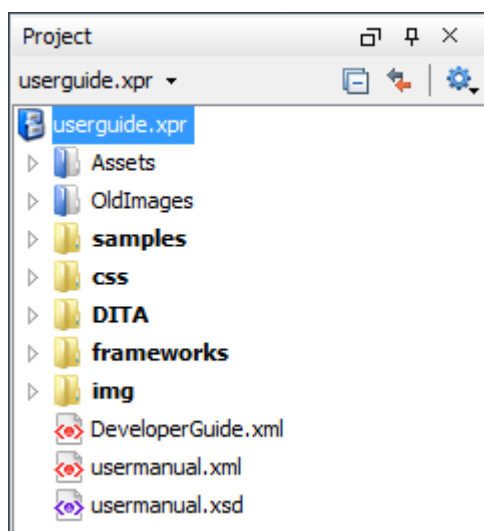 Project
userguide.xpr
userguide.xpr
Assets
OldImages
samples
css
DITA
frameworks
img
DeveloperGuide.xml
usermanual.xml
usermanual.xsd